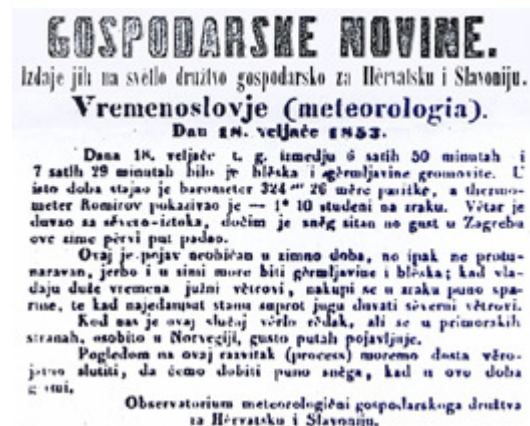 GOSPODARSKE NOVINE.
Izdaje jih na světlo družtvo gospodarsko za Hèrvatsku i Slavoniju.
Vremenoslovje (meteorologia).
Dan 18. veljače 1853.
Dana 18. veljače t. g. izmedju 6 satih 50 minutah i
7 satih 29 minutah bilo je blěska i gèrmljavine gromovite. U
isto doba stajao je barometer 324''' 26 měre pariške, a thermo-
meter Romirov pokazivao je — 1° 10 studeni na zraku. Větar je
duvao sa sěvero-iztoka, dočim je sněg sitan no gust u Zagrebu
ove zime pèrvi put padao.
Ovaj je pojav neobičan u zimno doba, no ipak ne protu-
naravan, jerbo i u zimi more biti gèrmljavine i blěska; kad vla-
daju duže vremena južni větrovi, nakupi se u zraku puno spa-
rine, te kad najedanput stanu suprot jugu duvati sěverni větrovi.
Kod nas je ovaj slučaj vèrlo rědak, ali se u primorskih
stranah, osobito u Norvegiji, gusto putah pojavljuje.
Pogledom na ovaj razvitak (process) moremo dosta věro-
jatno slutiti, da ćemo dobiti puno sněga, kad u ovo doba
Observatorium meteorologični gospodarskoga družtva
za Hèrvatsku i Slavoniju.